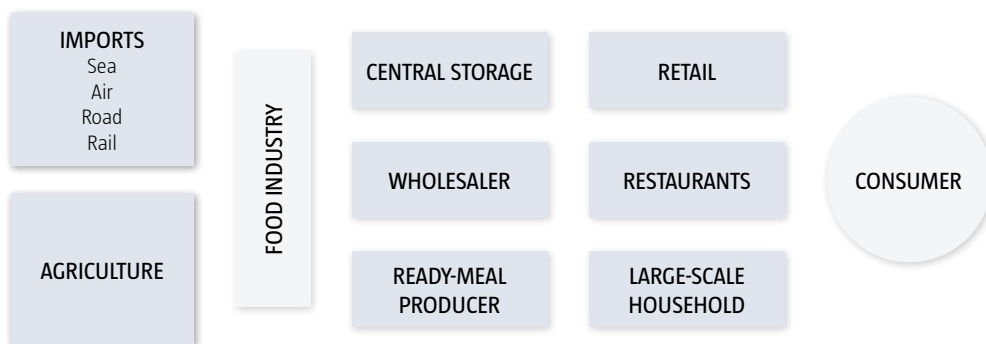 IMPORTS
Sea
Air
Road
Rail
AGRICULTURE
FOOD INDUSTRY
CENTRAL STORAGE
WHOLESALER
READY-MEAL
PRODUCER
RETAIL
RESTAURANTS
LARGE-SCALE
HOUSEHOLD
CONSUMER